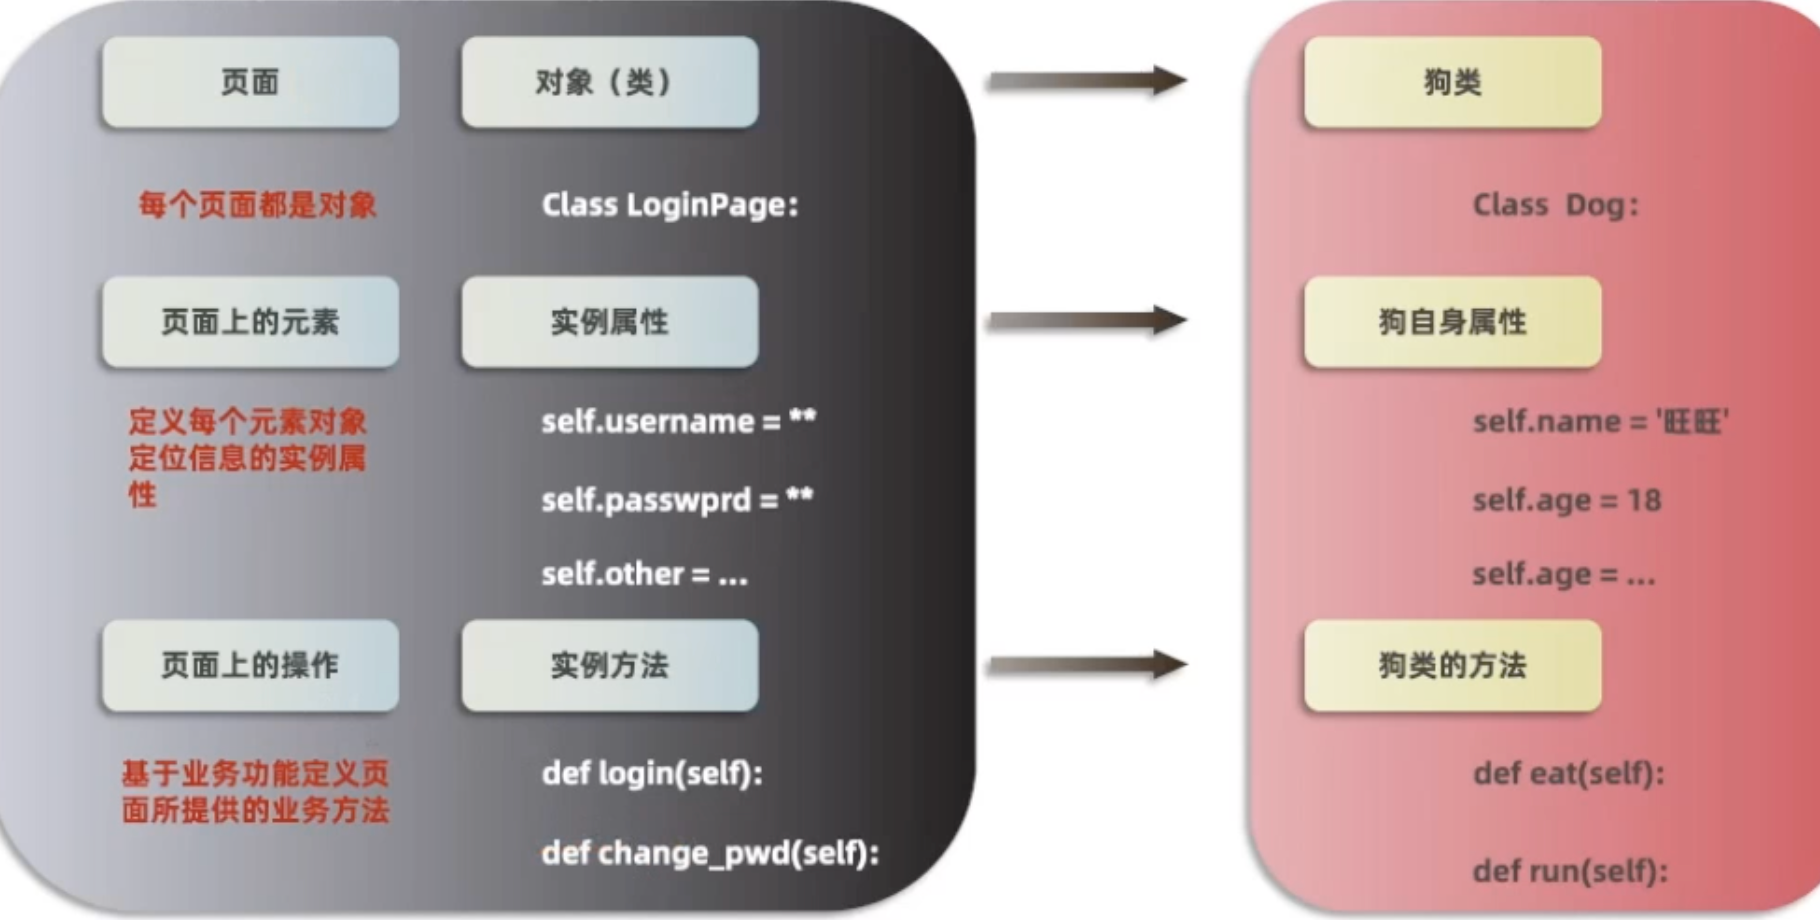 页面
对象（类）
狗类
每个页面都是对象
Class LoginPage:
Class Dog:
页面上的元素
实例属性
狗自身属性
定义每个元素对象
定位信息的实例属
性
self.username = **
self.name = '旺旺'
self.passwprd = **
self.age = 18
self.other = ...
self.age = ...
页面上的操作
实例方法
狗类的方法
基于业务功能定义页
面所提供的业务方法
def login(self):
def eat(self):
def change_pwd(self):
def run(self):